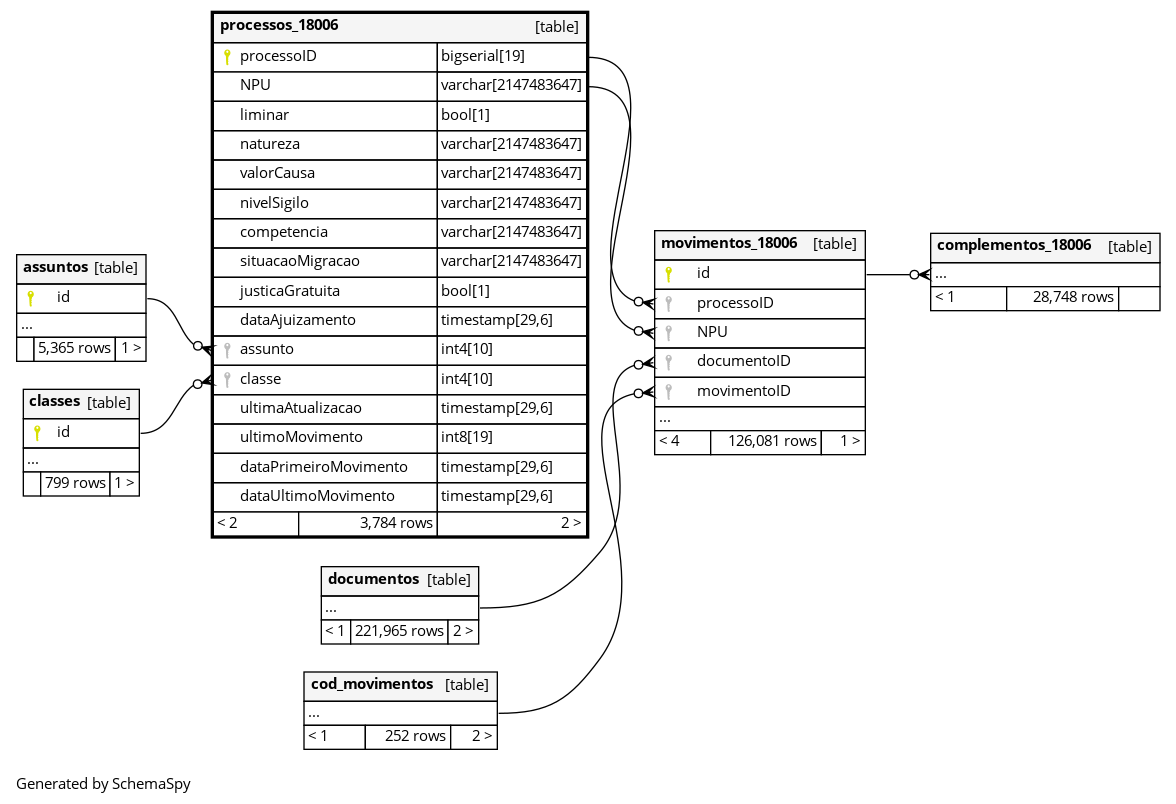 processos_18006 [table]
processoID bigserial[19]
NPU varchar[2147483647]
liminar bool[1]
natureza varchar[2147483647]
valorCausa varchar[2147483647]
nivelSigilo varchar[2147483647]
competencia varchar[2147483647]
situacaoMigracao varchar[2147483647]
justicaGratuita bool[1]
dataAjuizamento timestamp[29,6]
assunto int4[10]
classe int4[10]
ultimaAtualizacao timestamp[29,6]
ultimoMovimento int8[19]
dataPrimeiroMovimento timestamp[29,6]
dataUltimoMovimento timestamp[29,6]
< 2 3,784 rows 2 >
assuntos [table]
id
...
5,365 rows 1 >
classes [table]
id
...
799 rows 1 >
movimentos_18006 [table]
id
processoID
NPU
documentoID
movimentoID
...
< 4 126,081 rows 1 >
complementos_18006 [table]
...
< 1 28,748 rows
documentos [table]
...
< 1 221,965 rows 2 >
cod_movimentos [table]
...
< 1 252 rows 2 >
Generated by SchemaSpy